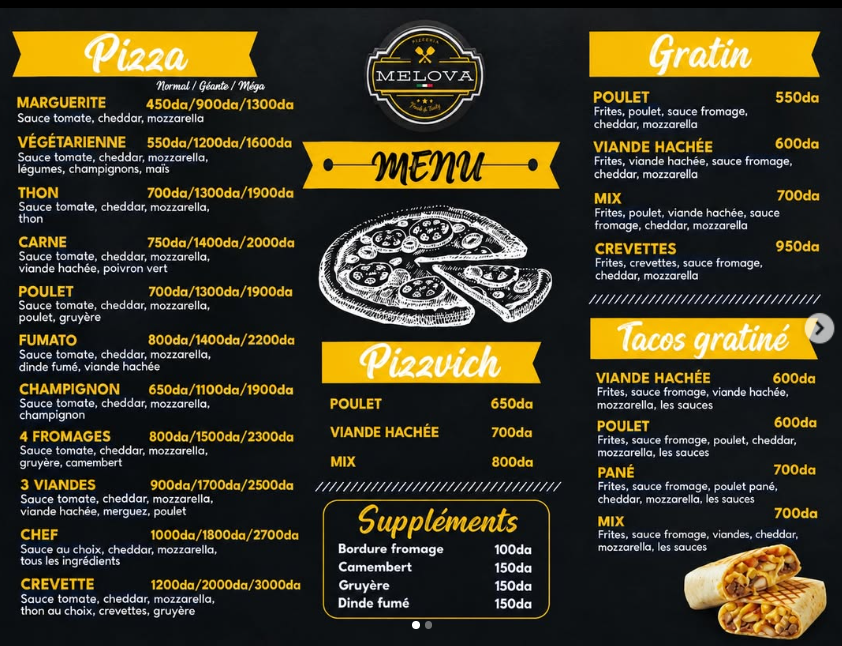 Pizza
Normal / Géante / Méga
MARGUERITE 450da/900da/1300da
Sauce tomate, cheddar, mozzarella
VÉGÉTARIENNE 550da/1200da/1600da
Sauce tomate, cheddar, mozzarella,
légumes, champignons, maïs
THON 700da/1300da/1900da
Sauce tomate, cheddar, mozzarella,
thon
CARNE 750da/1400da/2000da
Sauce tomate, cheddar, mozzarella,
viande hachée, poivron vert
POULET 700da/1300da/1900da
Sauce tomate, cheddar, mozzarella,
poulet, gruyère
FUMATO 800da/1400da/2200da
Sauce tomate, cheddar, mozzarella,
dinde fumé, viande hachée
CHAMPIGNON 650da/1100da/1900da
Sauce tomate, cheddar, mozzarella,
champignon
4 FROMAGES 800da/1500da/2300da
Sauce tomate, cheddar, mozzarella,
gruyère, camembert
3 VIANDES 900da/1700da/2500da
Sauce tomate, cheddar, mozzarella,
viande hachée, merguez, poulet
CHEF 1000da/1800da/2700da
Sauce au choix, cheddar, mozzarella,
tous les ingrédients
CREVETTE 1200da/2000da/3000da
Sauce tomate, cheddar, mozzarella,
thon au choix, crevettes, gruyère
PIZZERIA
MELOVA
MENU
Pizzvich
POULET 650da
VIANDE HACHÉE 700da
MIX 800da
Suppléments
Bordure fromage 100da
Camembert 150da
Gruyère 150da
Dinde fumé 150da
Gratin
POULET 550da
Frites, poulet, sauce fromage,
cheddar, mozzarella
VIANDE HACHÉE 600da
Frites, viande hachée, sauce fromage,
cheddar, mozzarella
MIX 700da
Frites, poulet, viande hachée, sauce
fromage, cheddar, mozzarella
CREVETTES 950da
Frites, crevettes, sauce fromage,
cheddar, mozzarella
Tacos gratiné
VIANDE HACHÉE 600da
Frites, sauce fromage, viande hachée,
mozzarella, les sauces
POULET 600da
Frites, sauce fromage, poulet, cheddar,
mozzarella, les sauces
PANÉ 700da
Frites, sauce fromage, poulet pané,
cheddar, mozzarella, les sauces
MIX 700da
Frites, sauce fromage, viandes, cheddar,
mozzarella, les sauces